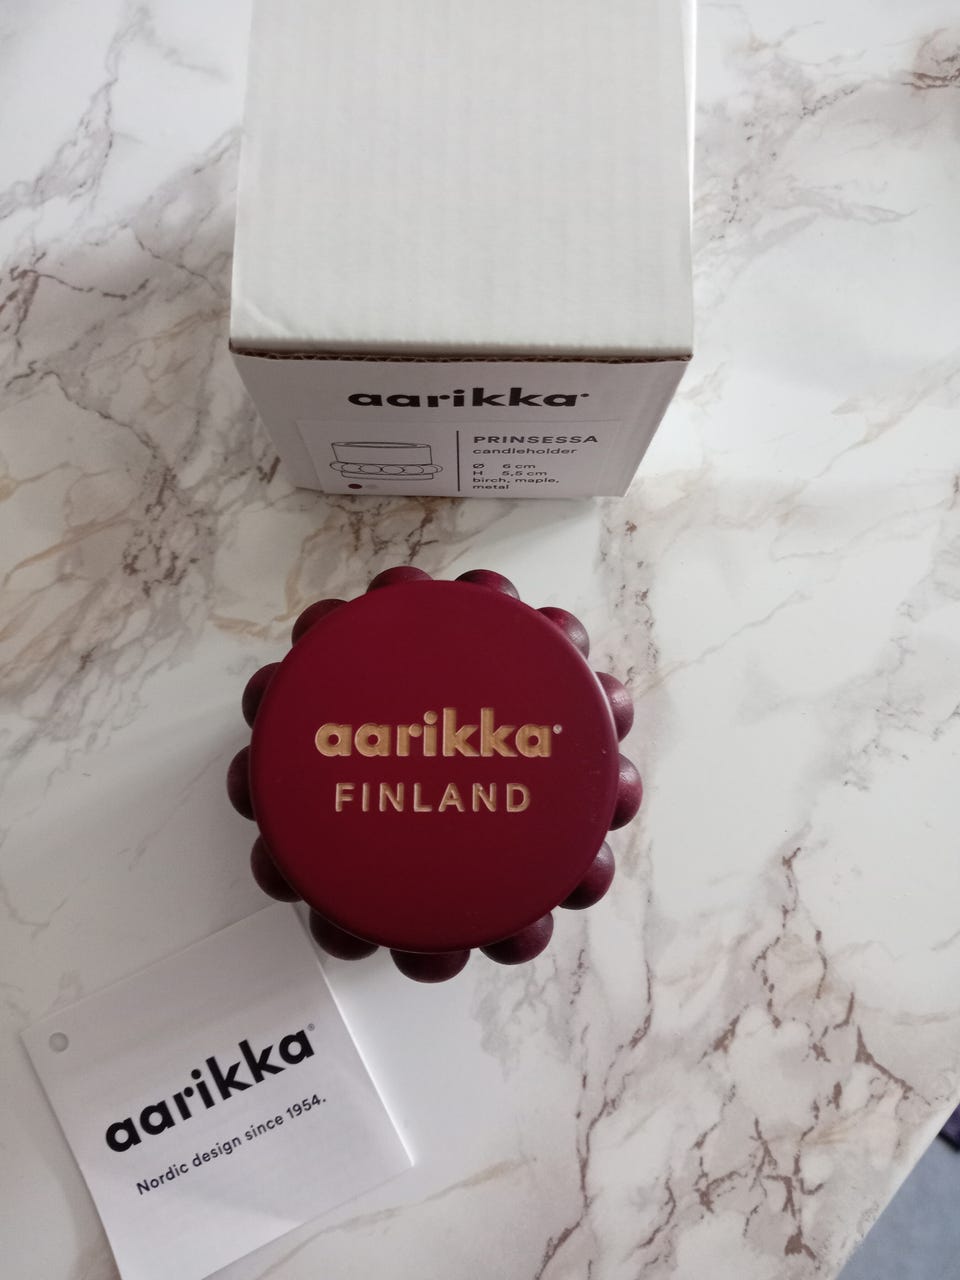 aarikka®
PRINSESSA
candleholder
Ø 6 cm
H 5,5 cm
birch, maple,
metal
aarikka®
FINLAND
aarikka®
Nordic design since 1954.